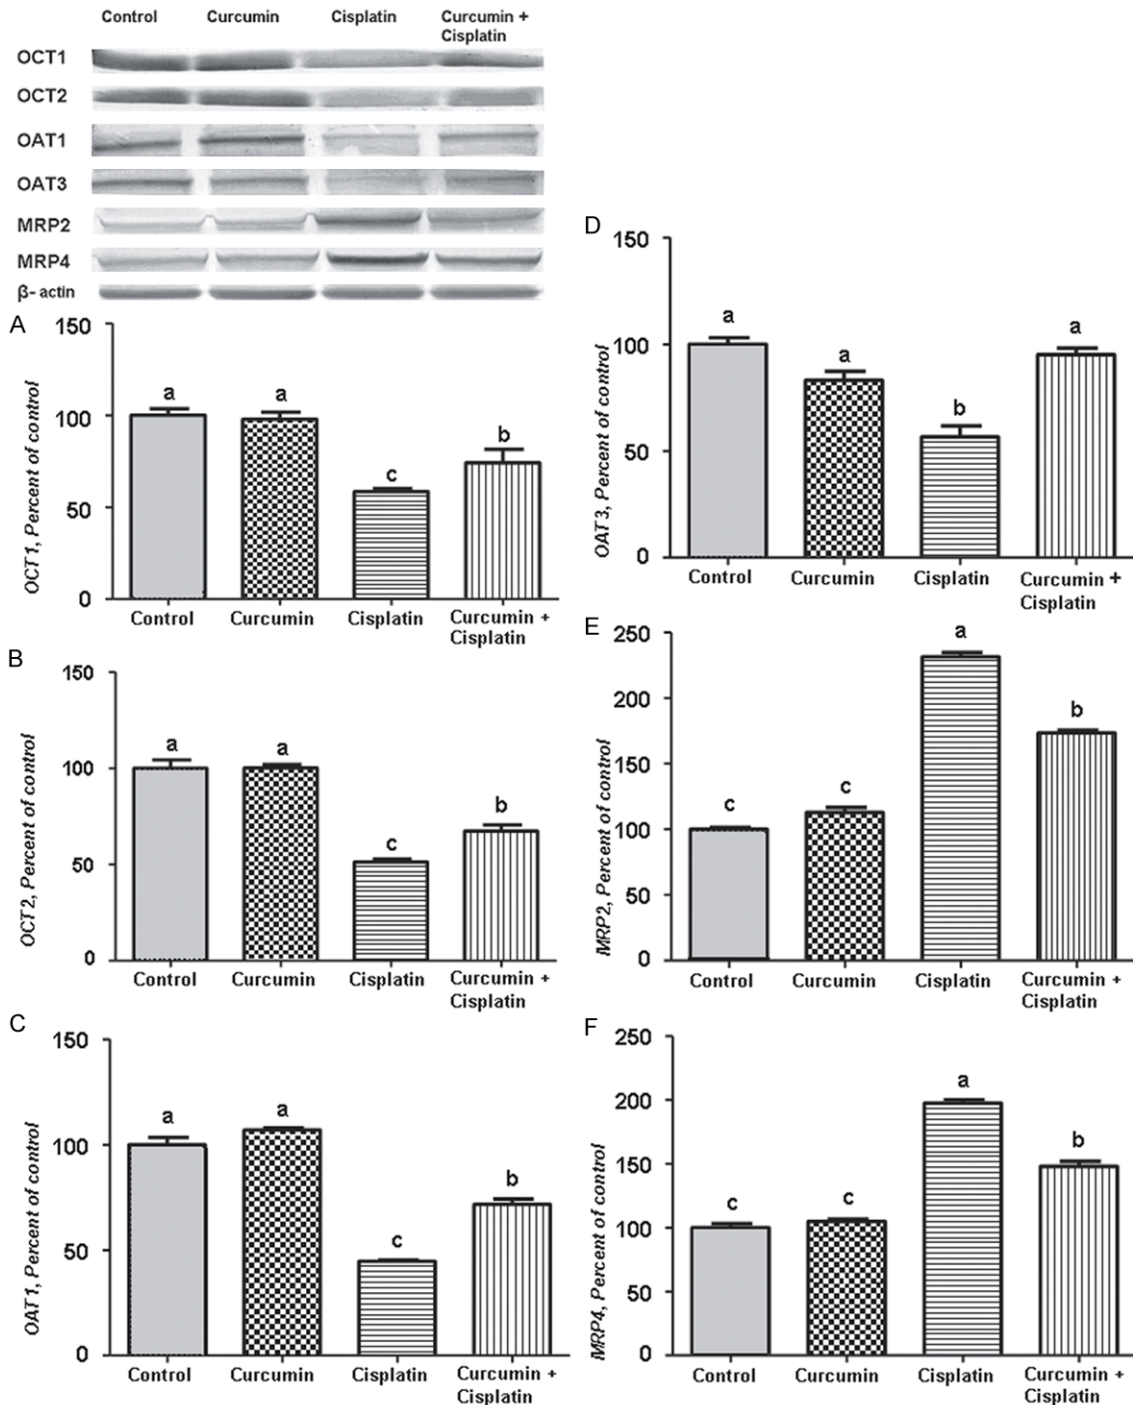 Control Curcumin Cisplatin Curcumin +
Cisplatin
OCT1
OCT2
OAT1
OAT3
MRP2
MRP4
β- actin
A
150
100
50
0
OCT1, Percent of control
a
a
c
b
Control Curcumin Cisplatin Curcumin +
Cisplatin
B
150
100
50
0
OCT2, Percent of control
a
a
c
b
Control Curcumin Cisplatin Curcumin +
Cisplatin
C
150
100
50
0
OAT1, Percent of control
a
a
c
b
Control Curcumin Cisplatin Curcumin +
Cisplatin
D
150
100
50
0
OAT3, Percent of control
a
a
b
a
Control Curcumin Cisplatin Curcumin +
Cisplatin
E
250
200
150
100
50
0
MRP2, Percent of control
c
c
a
b
Control Curcumin Cisplatin Curcumin +
Cisplatin
F
250
200
150
100
50
0
MRP4, Percent of control
c
c
a
b
Control Curcumin Cisplatin Curcumin +
Cisplatin